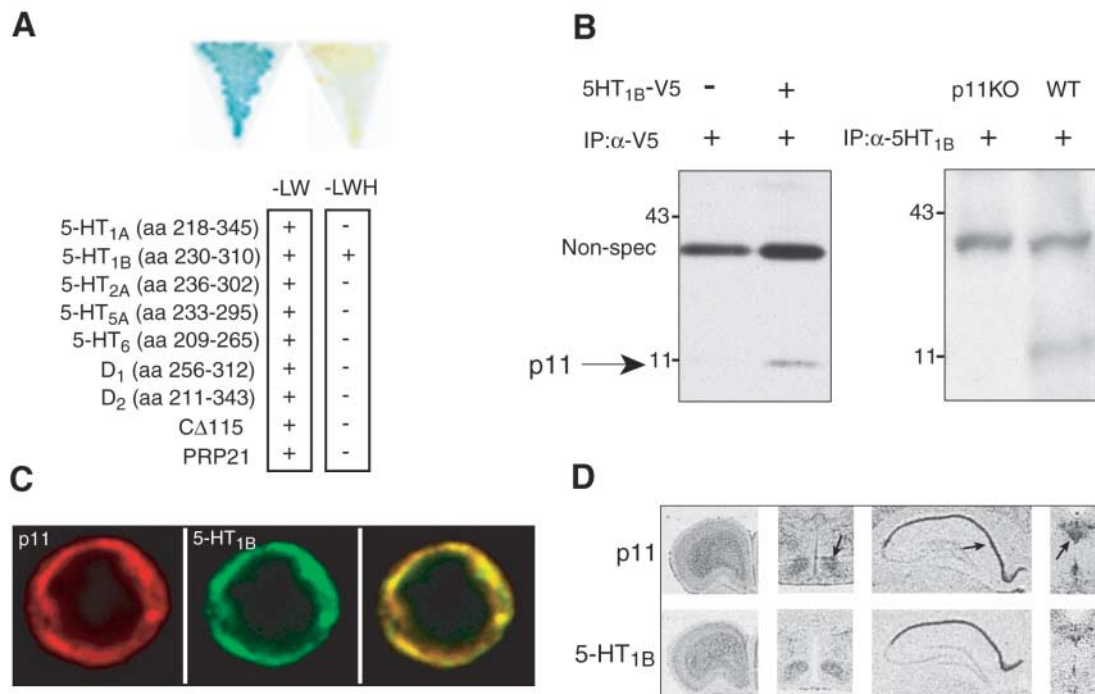 A
-LW -LWH
5-HT1A (aa 218-345) + -
5-HT1B (aa 230-310) + +
5-HT2A (aa 236-302) + -
5-HT5A (aa 233-295) + -
5-HT6 (aa 209-265) + -
D1 (aa 256-312) + -
D2 (aa 211-343) + -
CΔ115 + -
PRP21 + -
B
5HT1B-V5 - +
IP:α-V5 + +
43
Non-spec
11
p11
p11KO WT
IP:α-5HT1B + +
43
11
C
p11
5-HT1B
D
p11
5-HT1B